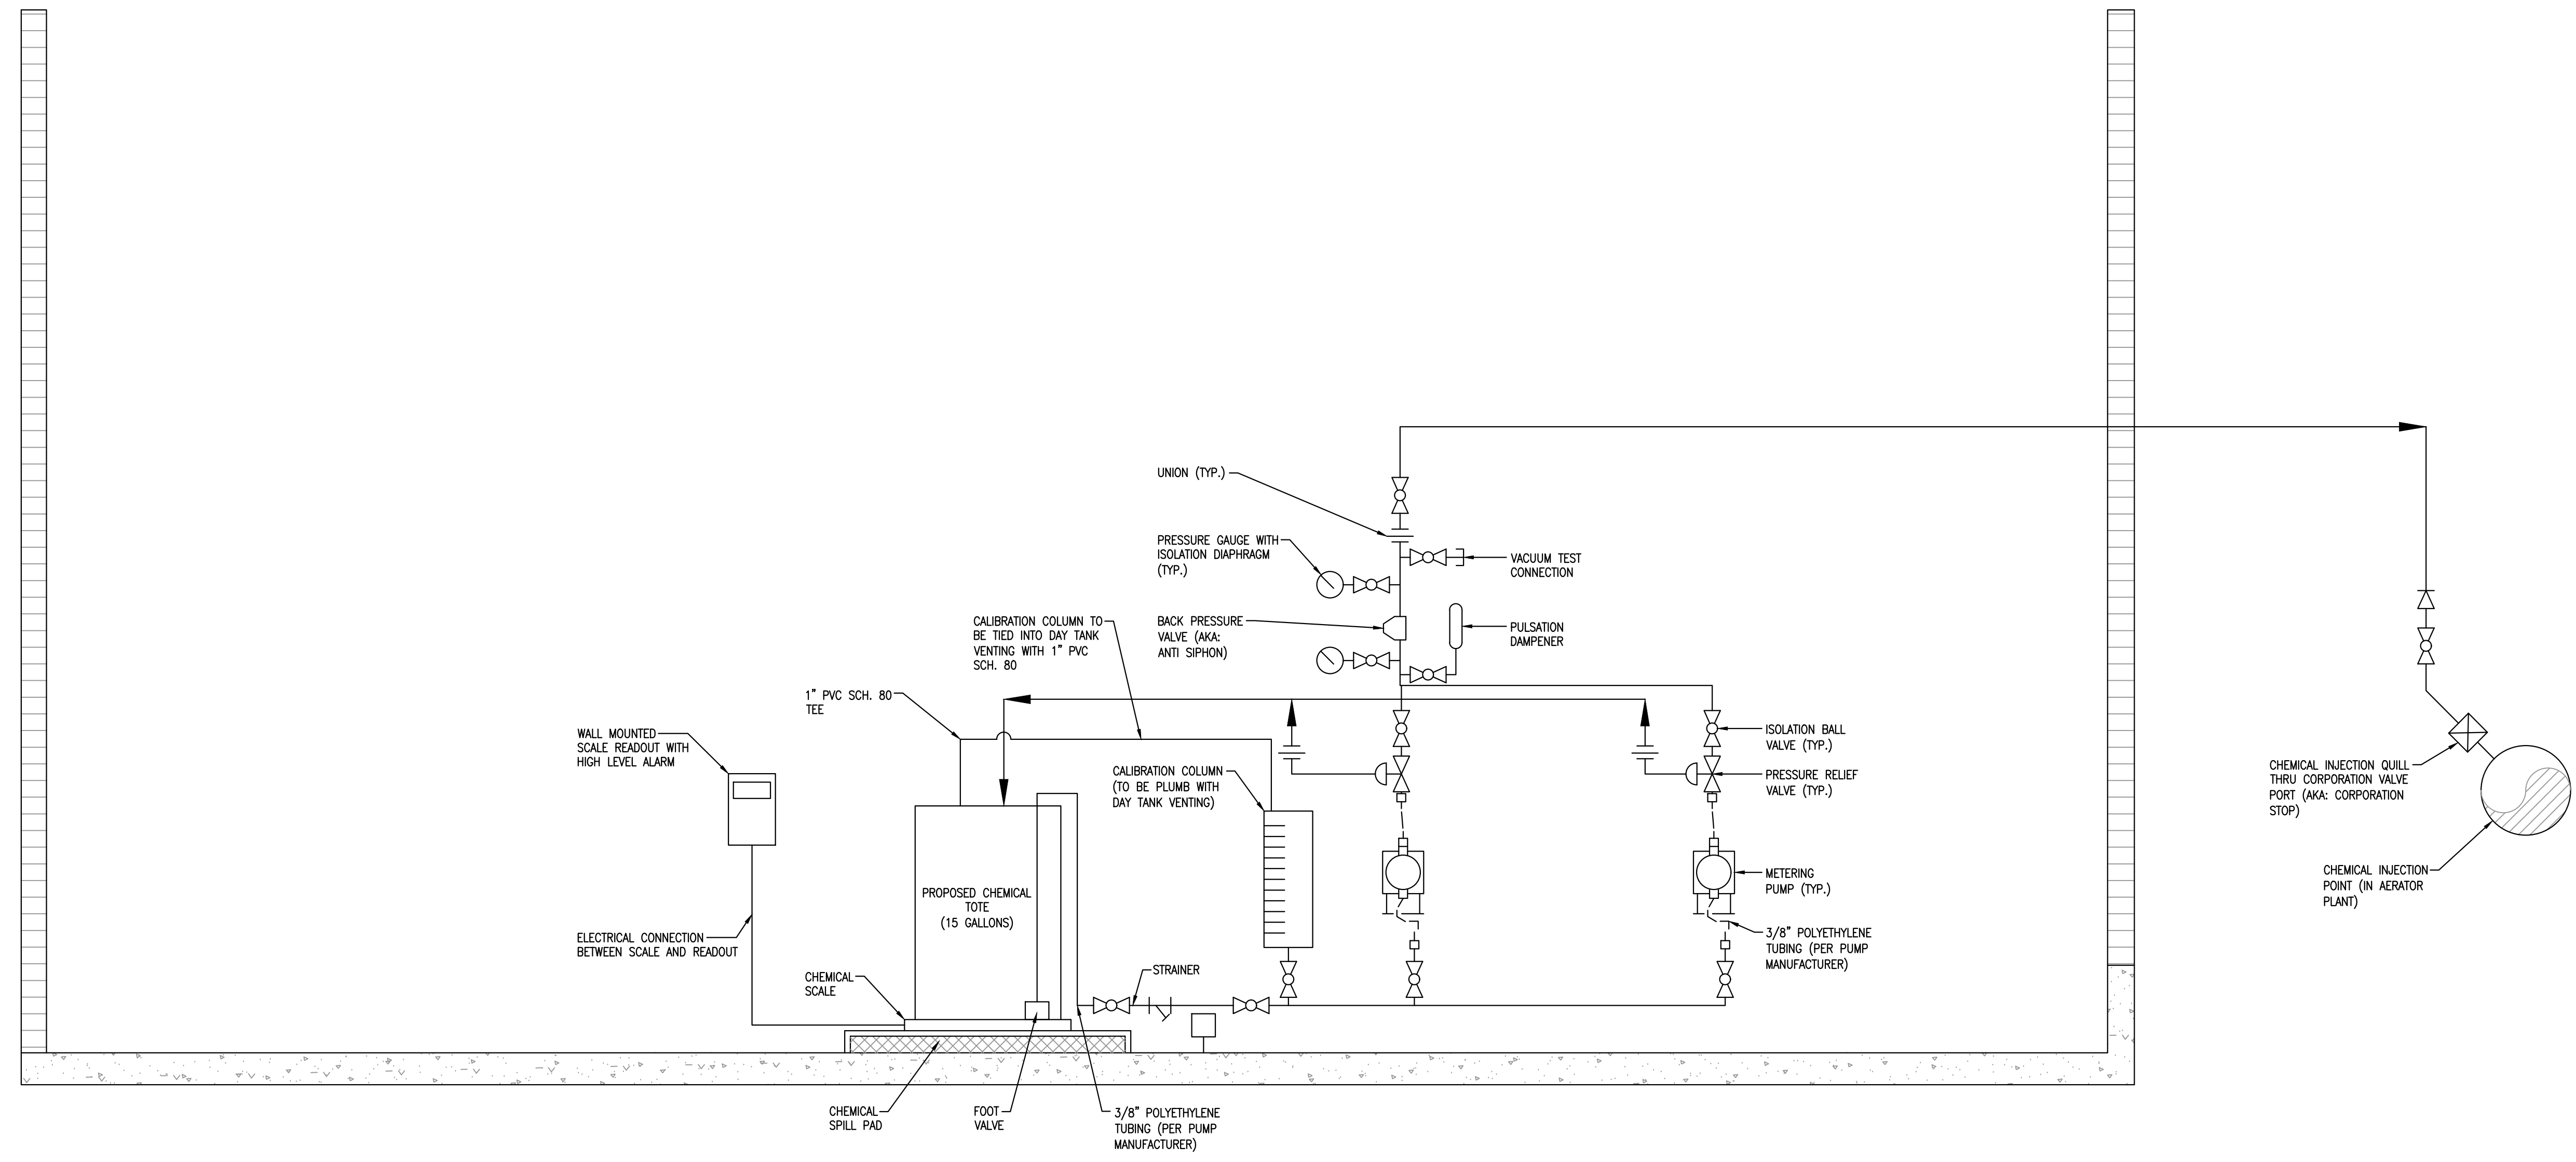 UNION (TYP.)
PRESSURE GAUGE WITH
ISOLATION DIAPHRAGM
(TYP.)
VACUUM TEST
CONNECTION
CALIBRATION COLUMN TO
BE TIED INTO DAY TANK
VENTING WITH 1" PVC
SCH. 80
BACK PRESSURE
VALVE (AKA:
ANTI SIPHON)
PULSATION
DAMPENER
1" PVC SCH. 80
TEE
WALL MOUNTED
SCALE READOUT WITH
HIGH LEVEL ALARM
CALIBRATION COLUMN
(TO BE PLUMB WITH
DAY TANK VENTING)
ISOLATION BALL
VALVE (TYP.)
PRESSURE RELIEF
VALVE (TYP.)
CHEMICAL INJECTION QUILL
THRU CORPORATION VALVE
PORT (AKA: CORPORATION
STOP)
PROPOSED CHEMICAL
TOTE
(15 GALLONS)
METERING
PUMP (TYP.)
CHEMICAL INJECTION
POINT (IN AERATOR
PLANT)
ELECTRICAL CONNECTION
BETWEEN SCALE AND READOUT
3/8" POLYETHYLENE
TUBING (PER PUMP
MANUFACTURER)
CHEMICAL
SCALE
STRAINER
CHEMICAL
SPILL PAD
FOOT
VALVE
3/8" POLYETHYLENE
TUBING (PER PUMP
MANUFACTURER)